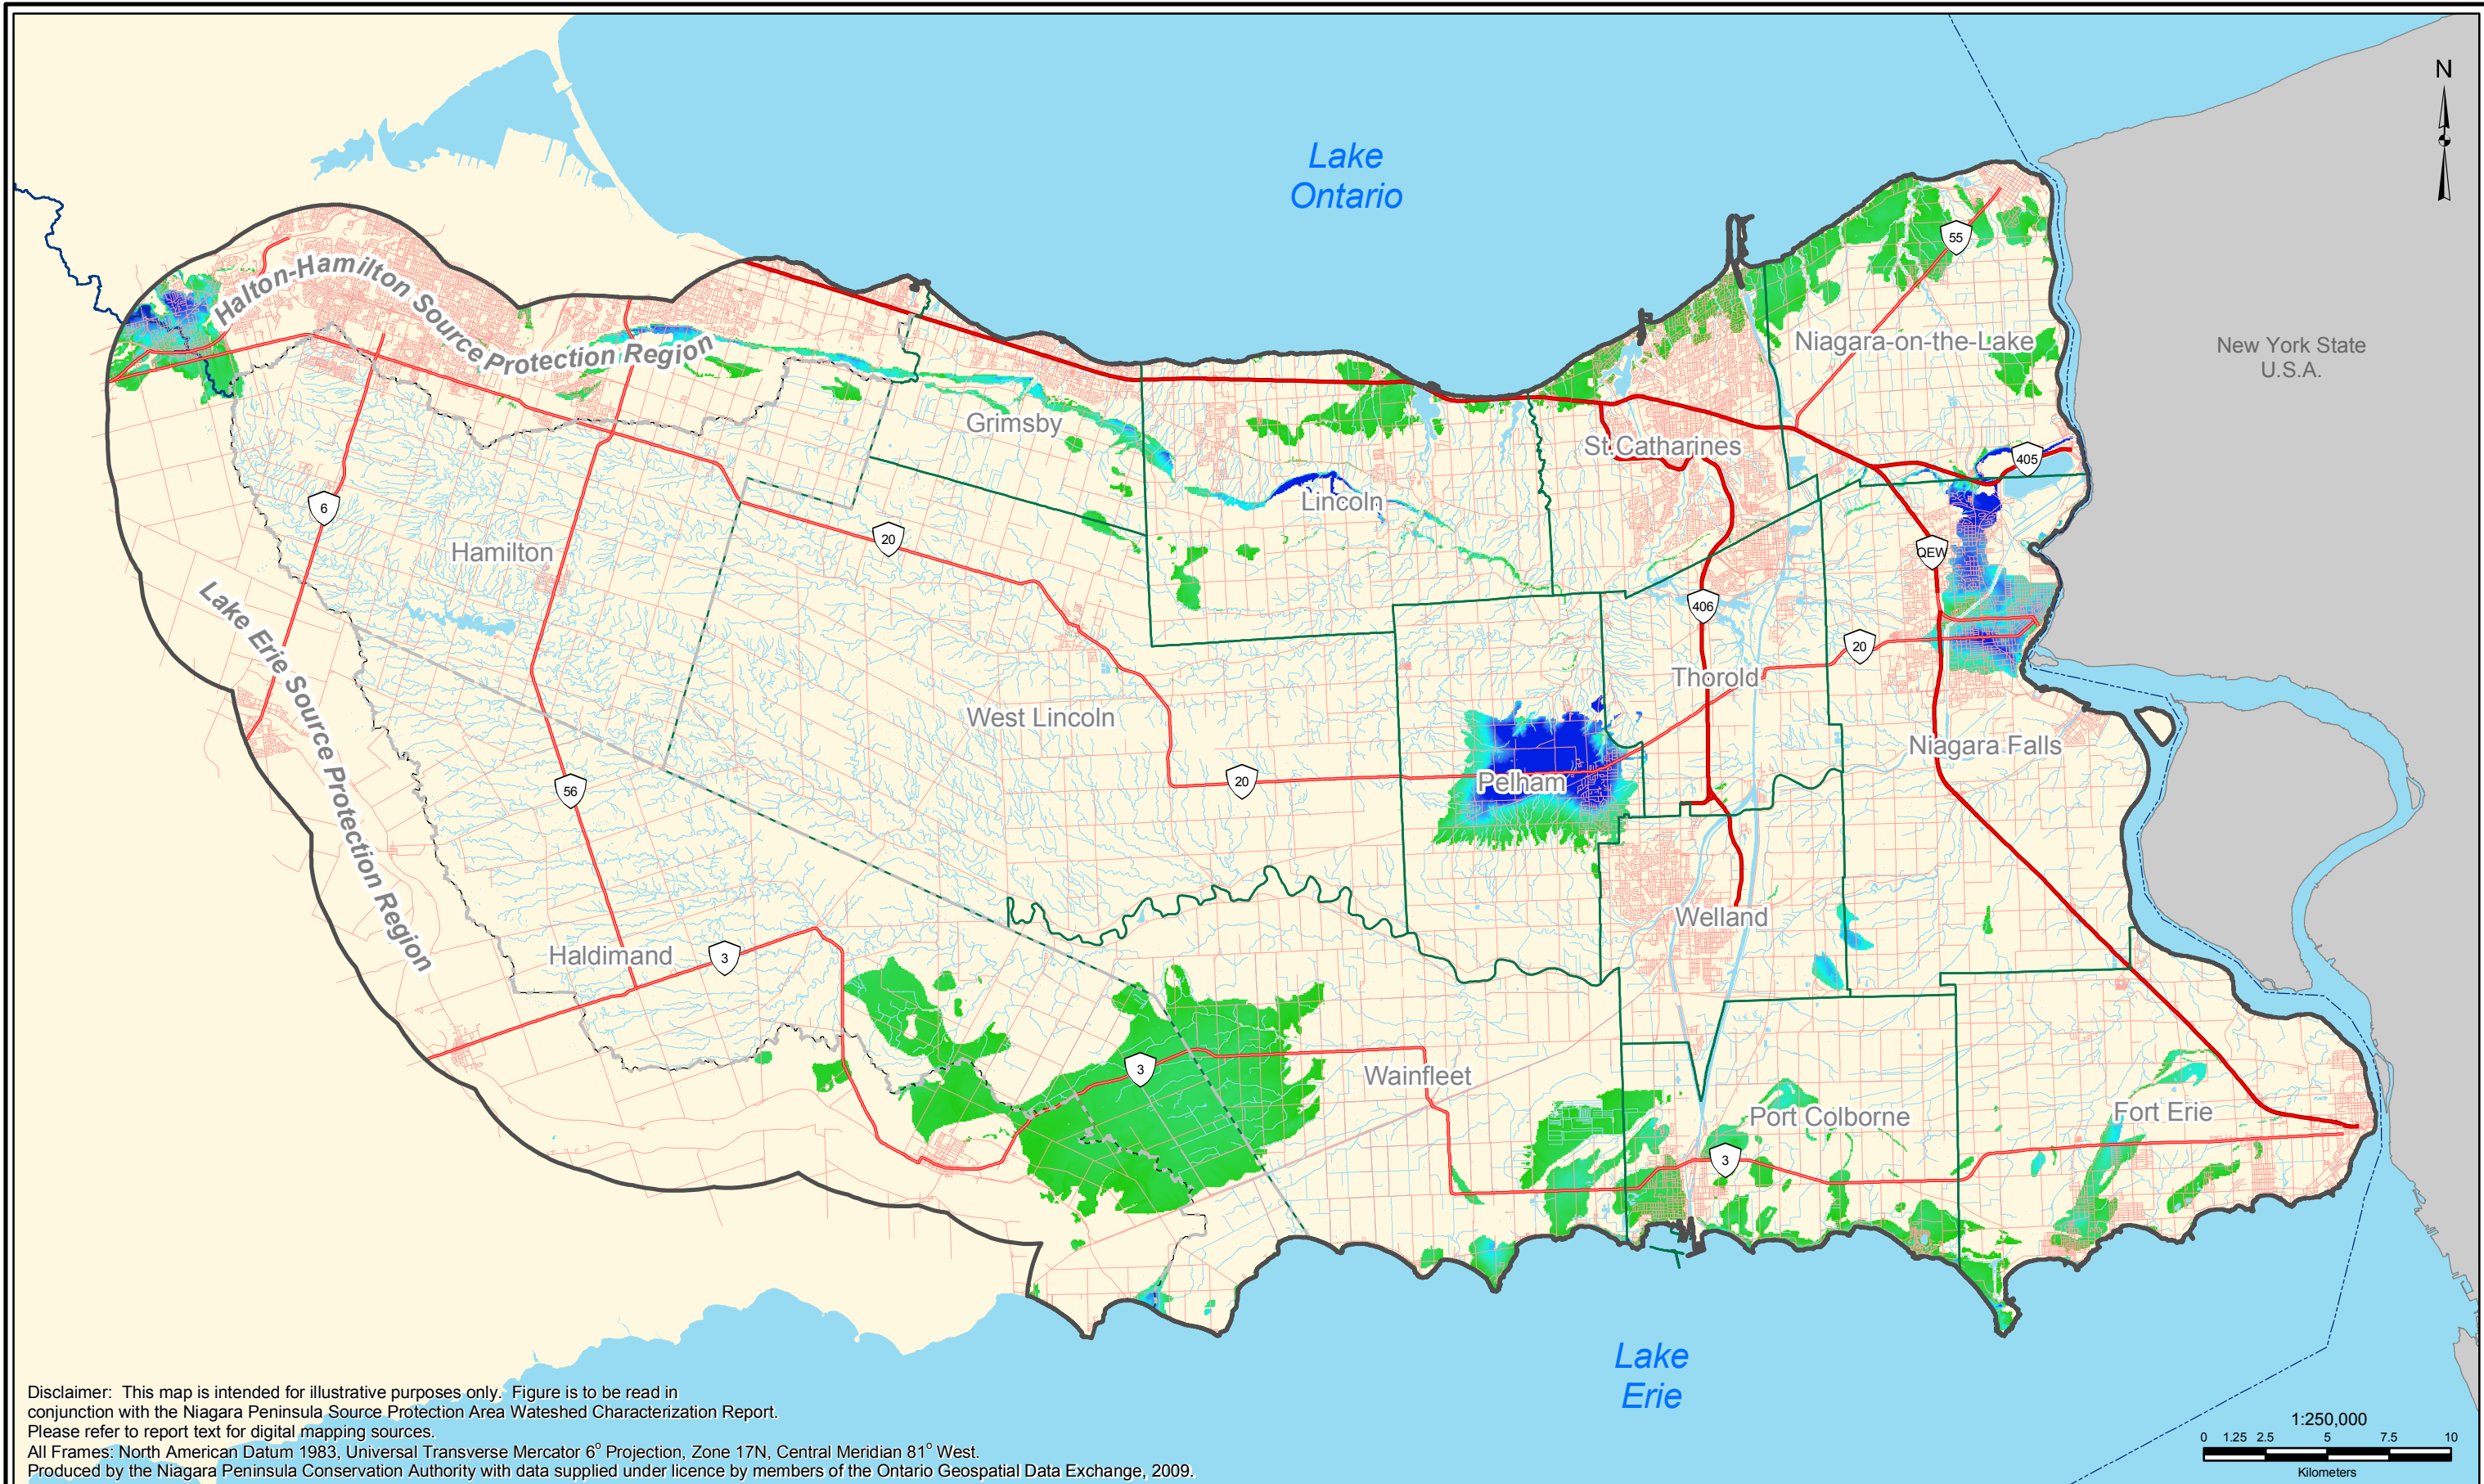 N
Lake
Ontario
55
Niagara-on-the-Lake
New York State
U.S.A.
Halton-Hamilton Source Protection Region
Grimsby
St.Catharines
405
Lincoln
6
20
Hamilton
QEW
406
20
Lake Erie Source Protection Region
Thorold
West Lincoln
Niagara Falls
56
20
Pelham
Welland
Haldimand
3
3
Wainfleet
Port Colborne
Fort Erie
3
Lake
Erie
Disclaimer: This map is intended for illustrative purposes only. Figure is to be read in
conjunction with the Niagara Peninsula Source Protection Area Wateshed Characterization Report.
Please refer to report text for digital mapping sources.
All Frames: North American Datum 1983, Universal Transverse Mercator 6° Projection, Zone 17N, Central Meridian 81° West.
Produced by the Niagara Peninsula Conservation Authority with data supplied under licence by members of the Ontario Geospatial Data Exchange, 2009.
1:250,000
0 1.25 2.5 5 7.5 10
Kilometers